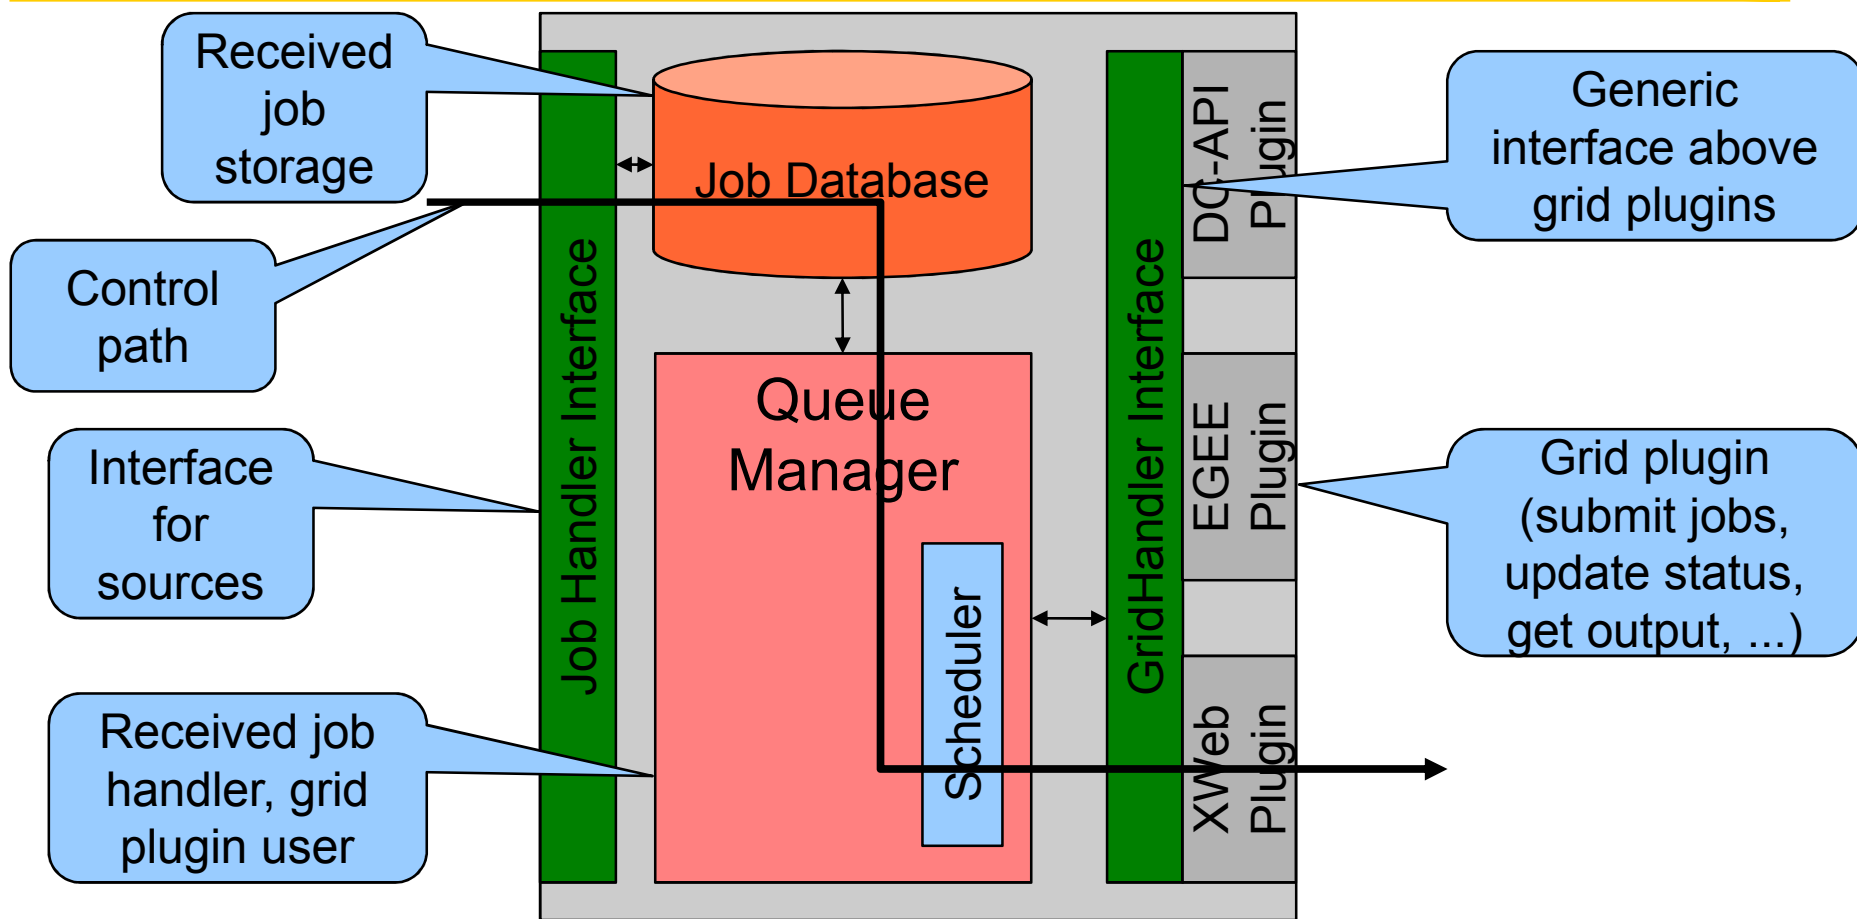 Received
job
storage
Control
path
Interface
for
sources
Received job
handler, grid
plugin user
Job Handler Interface
Job Database
Queue
Manager
Scheduler
GridHandler Interface
DC-API
Plugin
EGEE
Plugin
XWeb
Plugin
Generic
interface above
grid plugins
Grid plugin
(submit jobs,
update status,
get output, ...)